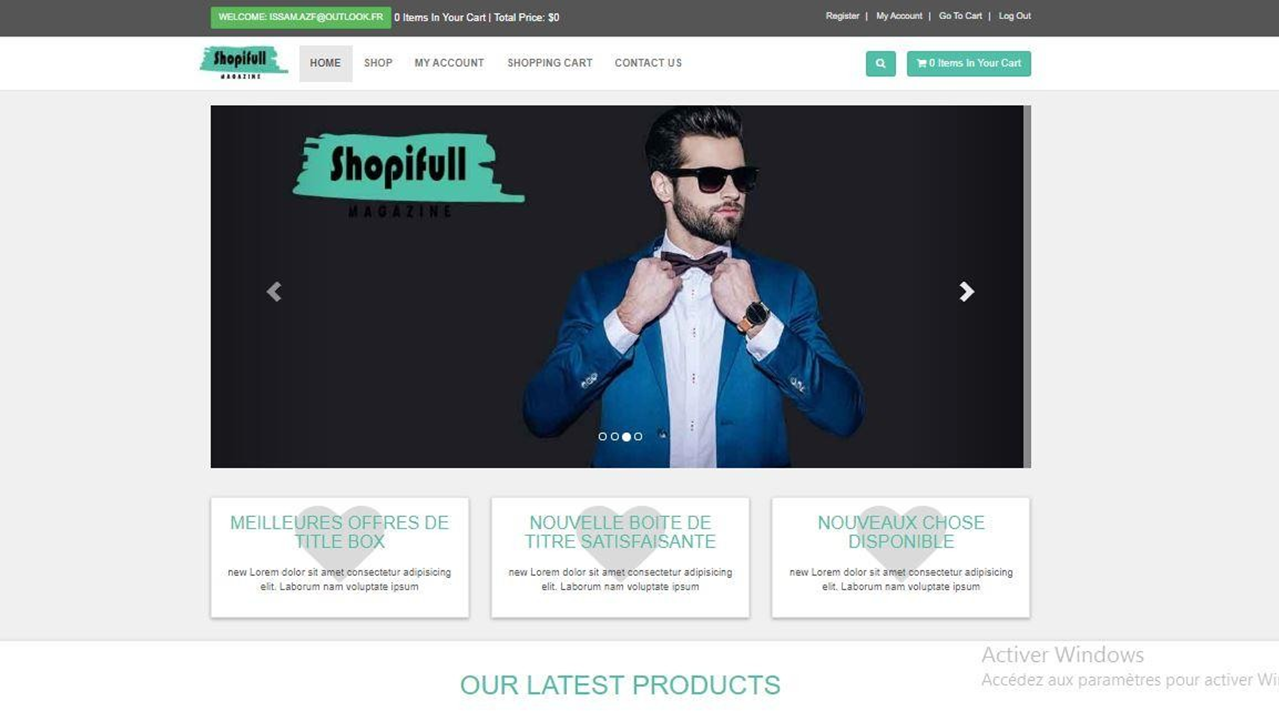 WELCOME: ISSAM.AZF@OUTLOOK.FR 0 Items In Your Cart | Total Price: $0
Register | My Account | Go To Cart | Log Out
Shopifull
MAGAZINE
HOME SHOP MY ACCOUNT SHOPPING CART CONTACT US
0 Items In Your Cart
Shopifull
MAGAZINE
MEILLEURES OFFRES DE
TITLE BOX
new Lorem dolor sit amet consectetur adipisicing
elit. Laborum nam voluptate ipsum
NOUVELLE BOITE DE
TITRE SATISFAISANTE
new Lorem dolor sit amet consectetur adipisicing
elit. Laborum nam voluptate ipsum
NOUVEAUX CHOSE
DISPONIBLE
new Lorem dolor sit amet consectetur adipisicing
elit. Laborum nam voluptate ipsum
OUR LATEST PRODUCTS
Activer Windows
Accédez aux paramètres pour activer Wi